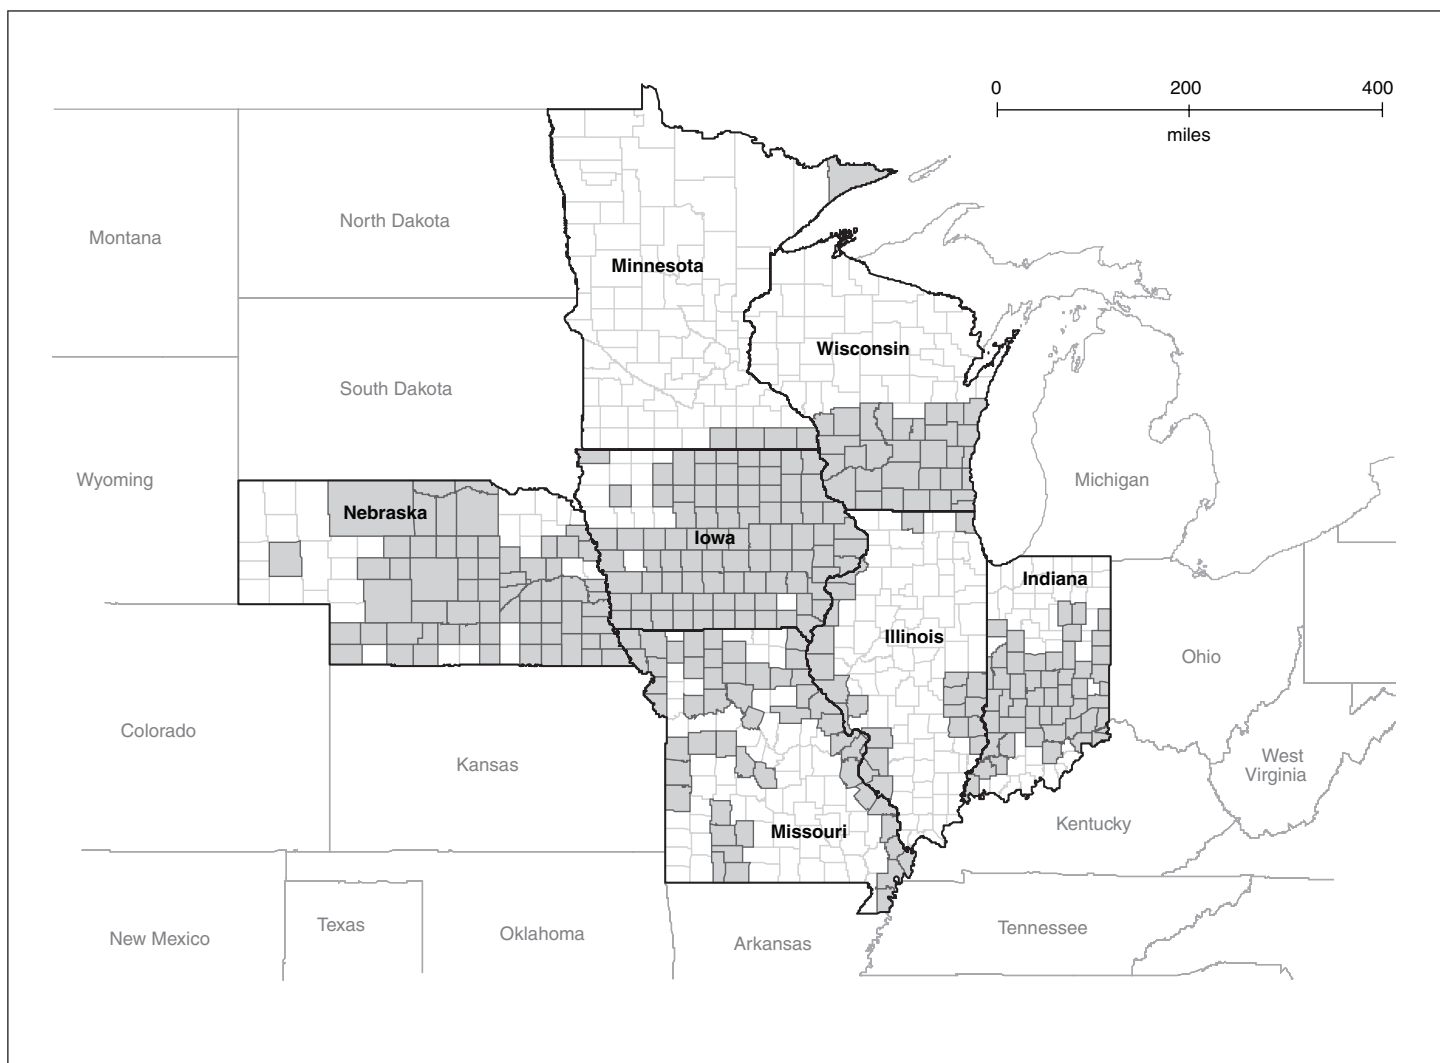 0 200 400
miles
North Dakota
Montana
Minnesota
Wisconsin
South Dakota
Wyoming
Michigan
Nebraska
Iowa
Indiana
Illinois
Ohio
Colorado
Kansas
West
Virginia
Missouri
Kentucky
Texas
New Mexico
Oklahoma
Arkansas
Tennessee